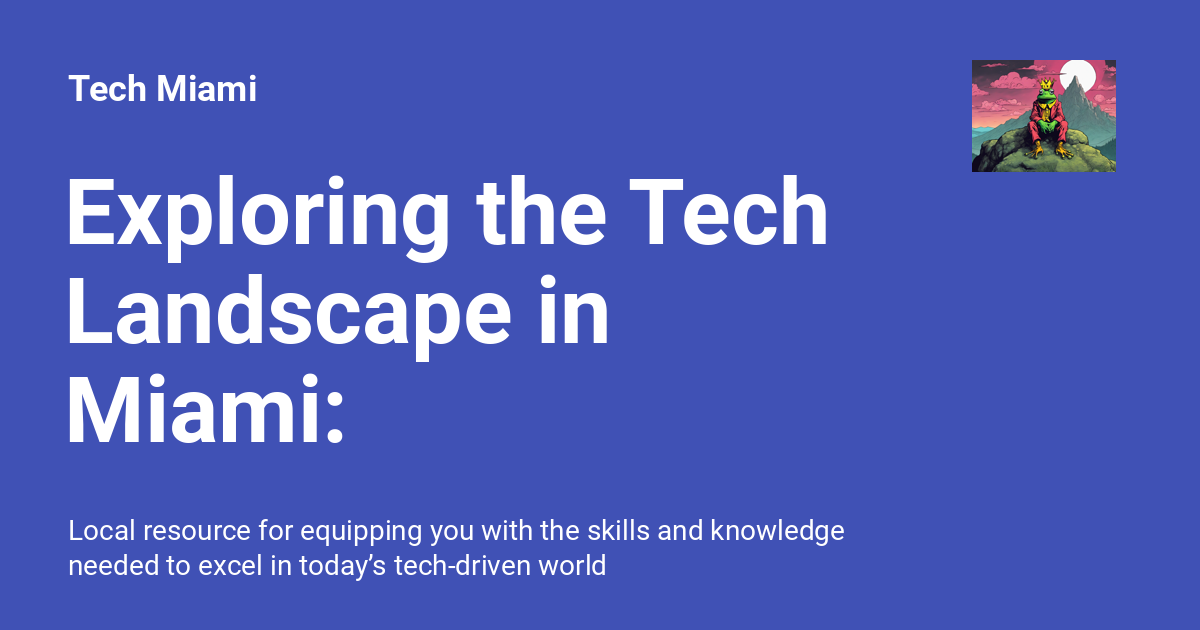 Tech Miami
Exploring the Tech
Landscape in
Miami:
Local resource for equipping you with the skills and knowledge
needed to excel in today’s tech-driven world